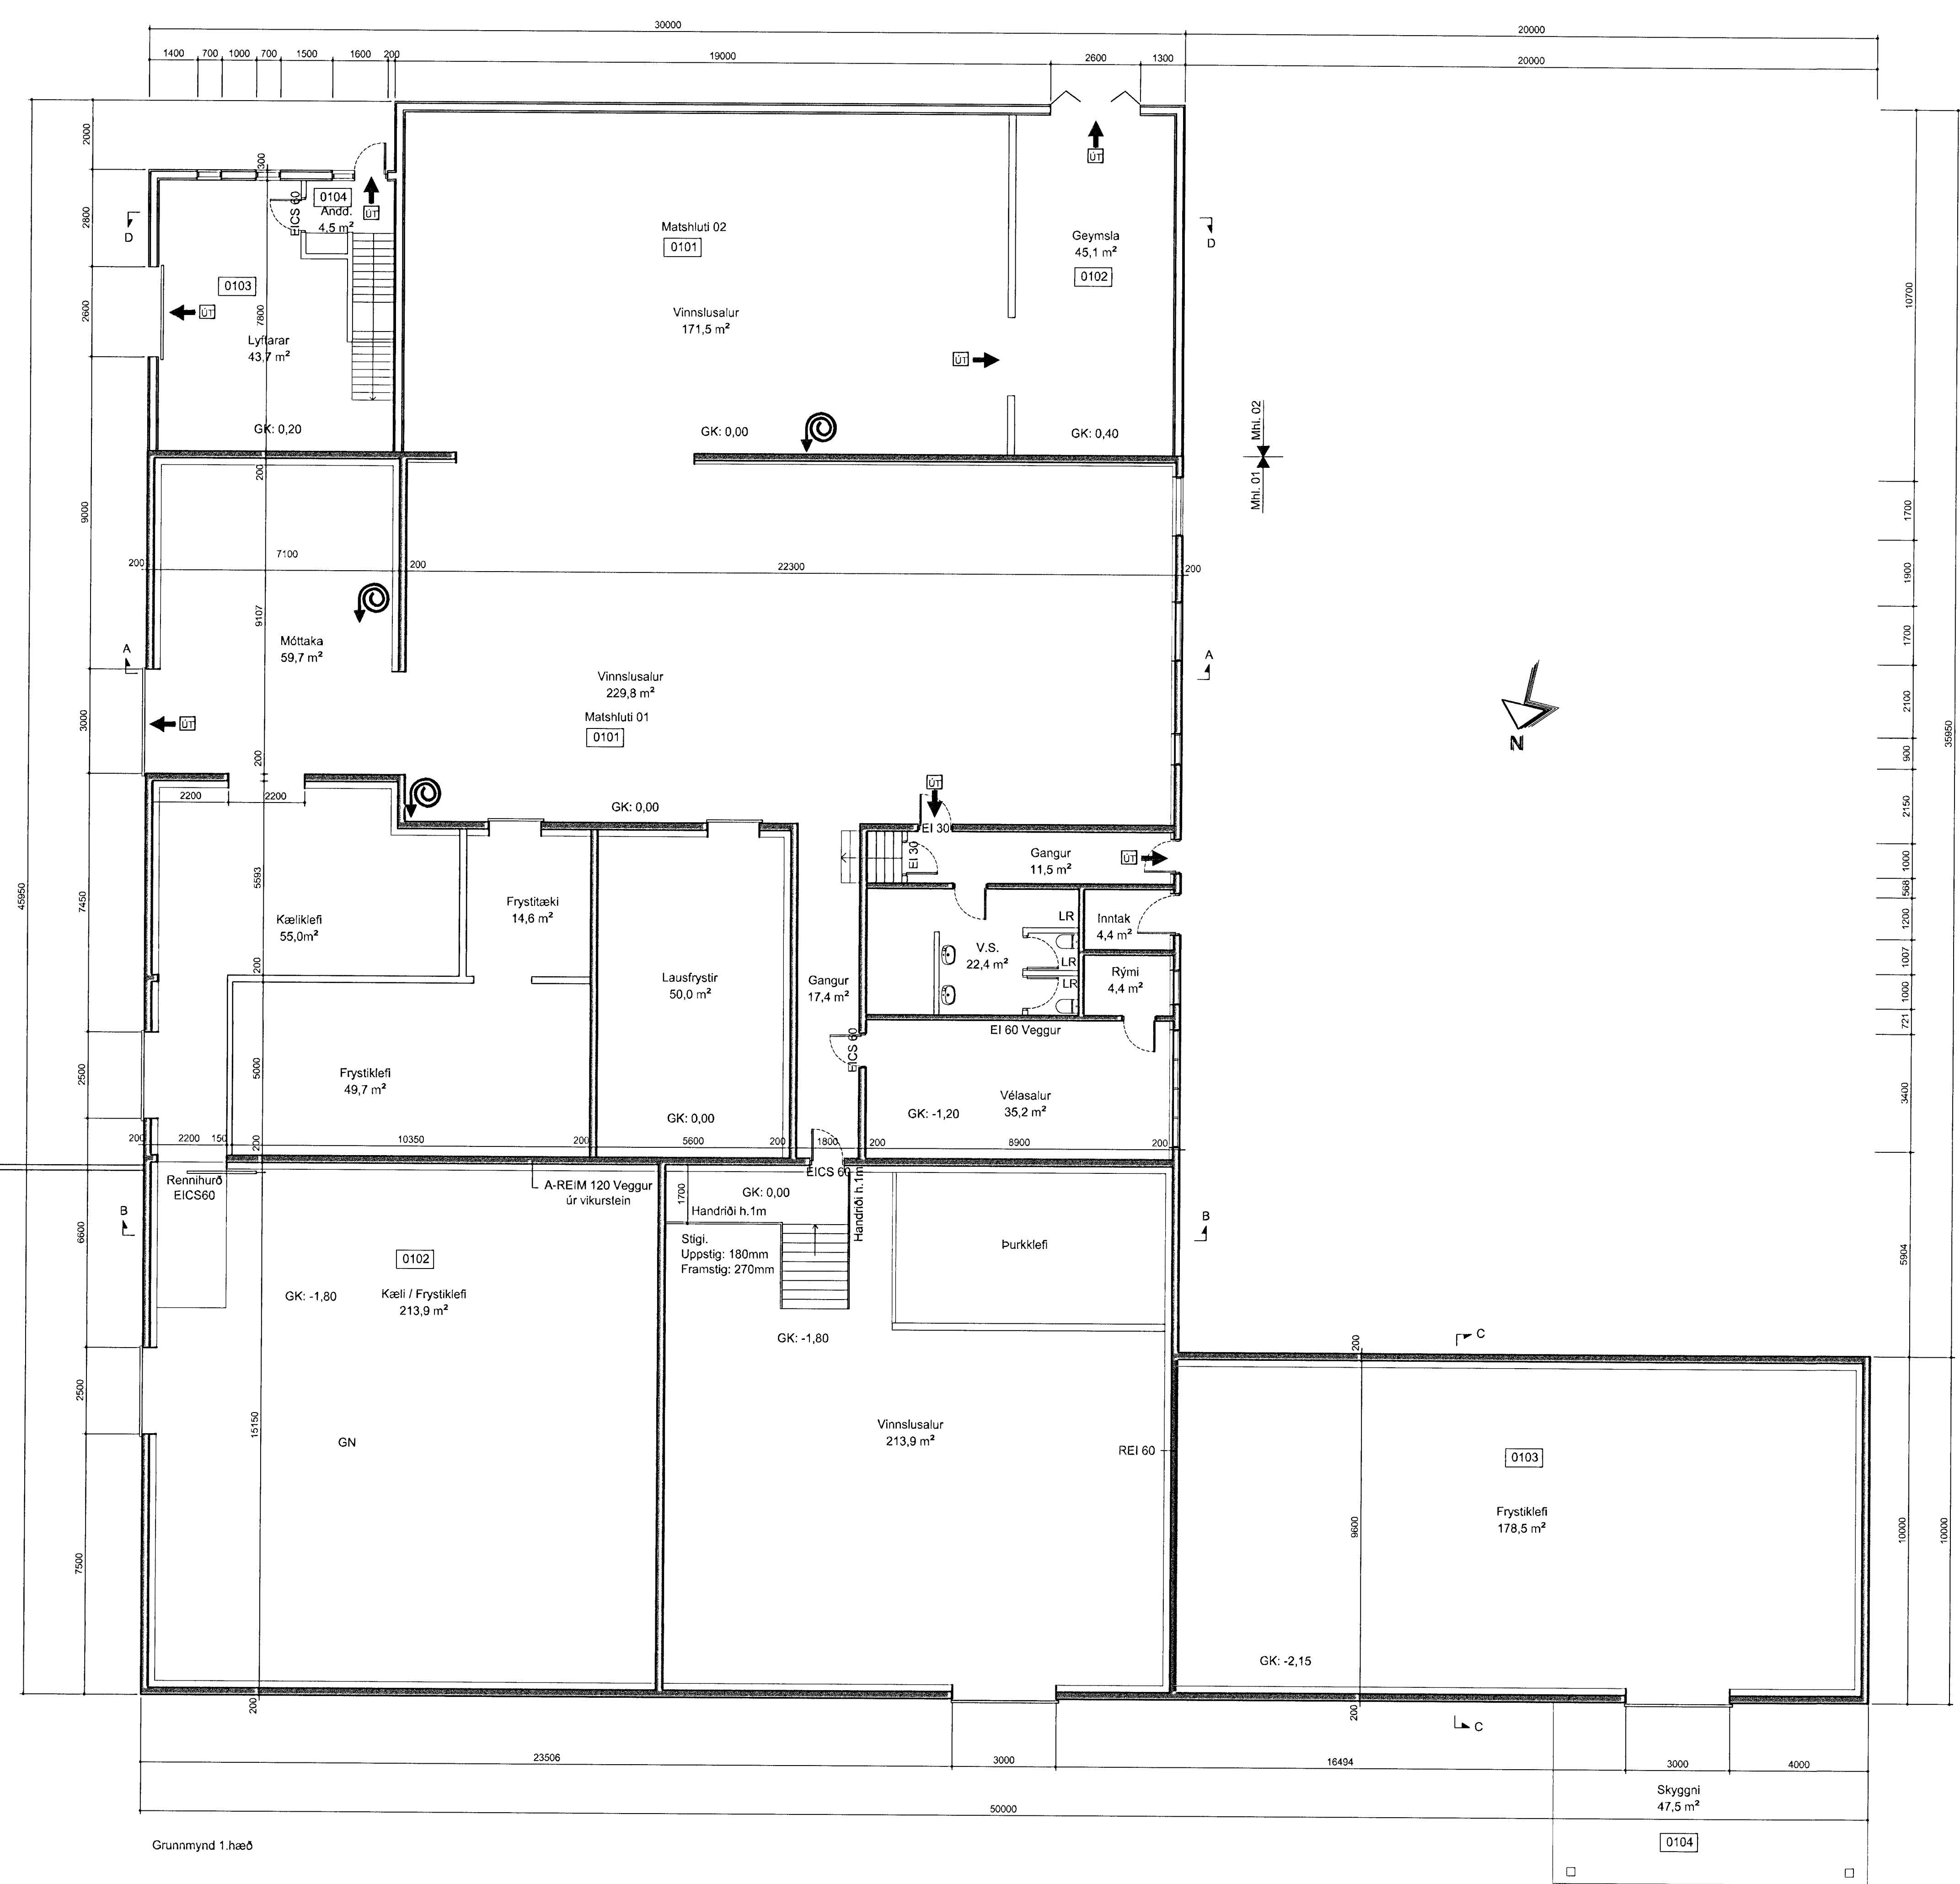 30000
20000
1400 700 1000 700 1500 1600 200 19000 2600 1300 20000
2000
300
ÚT
EICS 60
0104
Andd.
4,5 m²
ÚT
2800
D
D
Matshluti 02
0101
Geymsla
45,1 m²
0102
0103
10700
2600
ÚT
7800
Vinnslusalur
171,5 m²
Lyftarar
43,7 m²
ÚT
GK: 0,20
GK: 0,00
GK: 0,40
Mhl. 02
Mhl. 01
200
9000
1700
7100
200
200
22300
200
1900
9107
Móttaka
59,7 m²
1700
A
A
Vinnslusalur
229,8 m²
Matshluti 01
0101
3000
ÚT
2100
35950
N
200
900
2200
2200
GK: 0,00
ÚT
EI 30
2150
EI 30
Gangur
11,5 m²
ÚT
1000
45950
7450
5593
568
Frystitæki
14,6 m²
Kæliklefi
55,0m²
LR
Inntak
4,4 m²
1200
V.S.
22,4 m²
LR
1007
200
Lausfrystir
50,0 m²
Gangur
17,4 m²
LR
Rými
4,4 m²
1000
EI 60 Veggur
721
EICS 60
2500
5000
Frystiklefi
49,7 m²
Vélasalur
35,2 m²
3400
GK: 0,00
GK: -1,20
200 2200 150 200 10350 200 5600 200 1800 200 8900 200
Rennihurð
EICS60
A-REIM 120 Veggur
úr vikurstein
1700
GK: 0,00
EICS 60
Handriði h.1m
Handriði h.1m
B
B
6600
Stígi.
Uppstig: 180mm
Framstig: 270mm
Þurkklefi
5904
0102
GK: -1,80
Kæli / Frystiklefi
213,9 m²
GK: -1,80
C
200
2500
15150
GN
Vinnslusalur
213,9 m²
REI 60
0103
Frystiklefi
178,5 m²
9600
10000
10000
7500
GK: -2,15
200
200
C
23506 3000 16494 3000 4000
Skyggni
47,5 m²
50000
Grunnmynd 1.hæð
0104